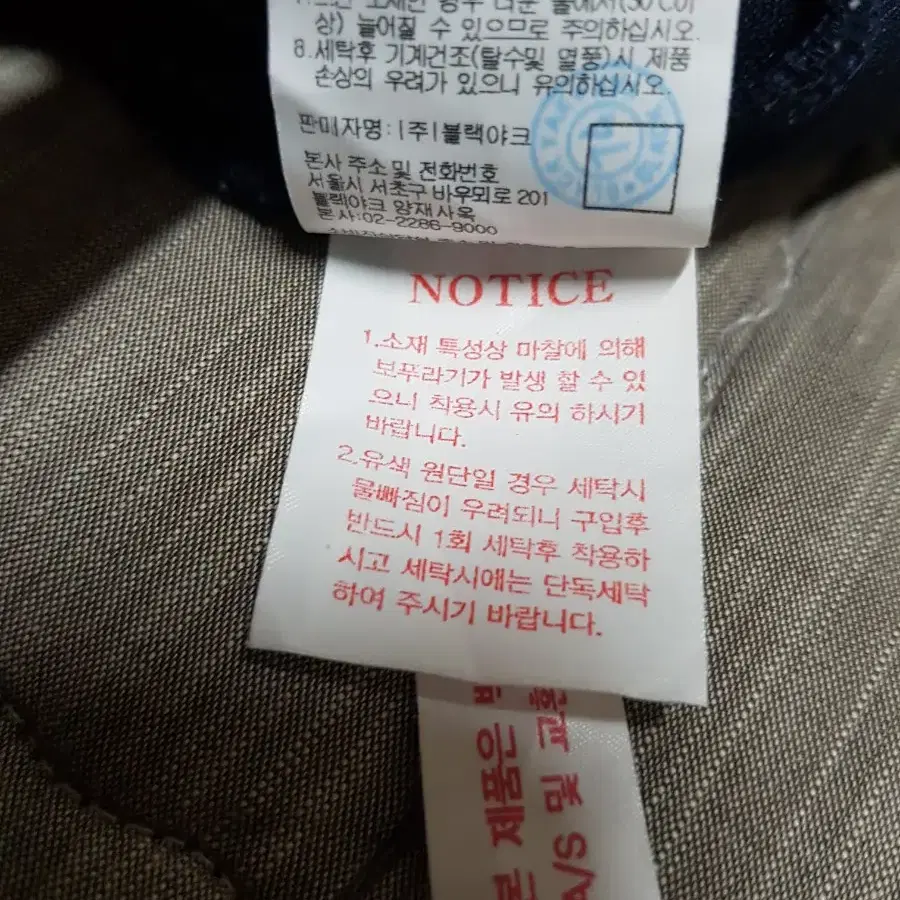 늘어질 수 있으므로 주의하십시오.
8.세탁후 기계건조(탈수및 열풍)시 제품
손상의 우려가 있으니 유의하십시오.
판매자명:(주)블랙야크
본사 주소 및 전화번호
서울시 서초구 바우뫼로 201
블랙야크 양재사옥
본사:02-2286-9000
NOTICE
1.소재 특성상 마찰에 의해
보푸라기가 발생 할 수 있
으니 착용시 유의 하시기
바랍니다.
2.유색 원단일 경우 세탁시
물빠짐이 우려되니 구입후
반드시 1회 세탁후 착용하
시고 세탁시에는 단독세탁
하여 주시기 바랍니다.
제품은
A/S 및